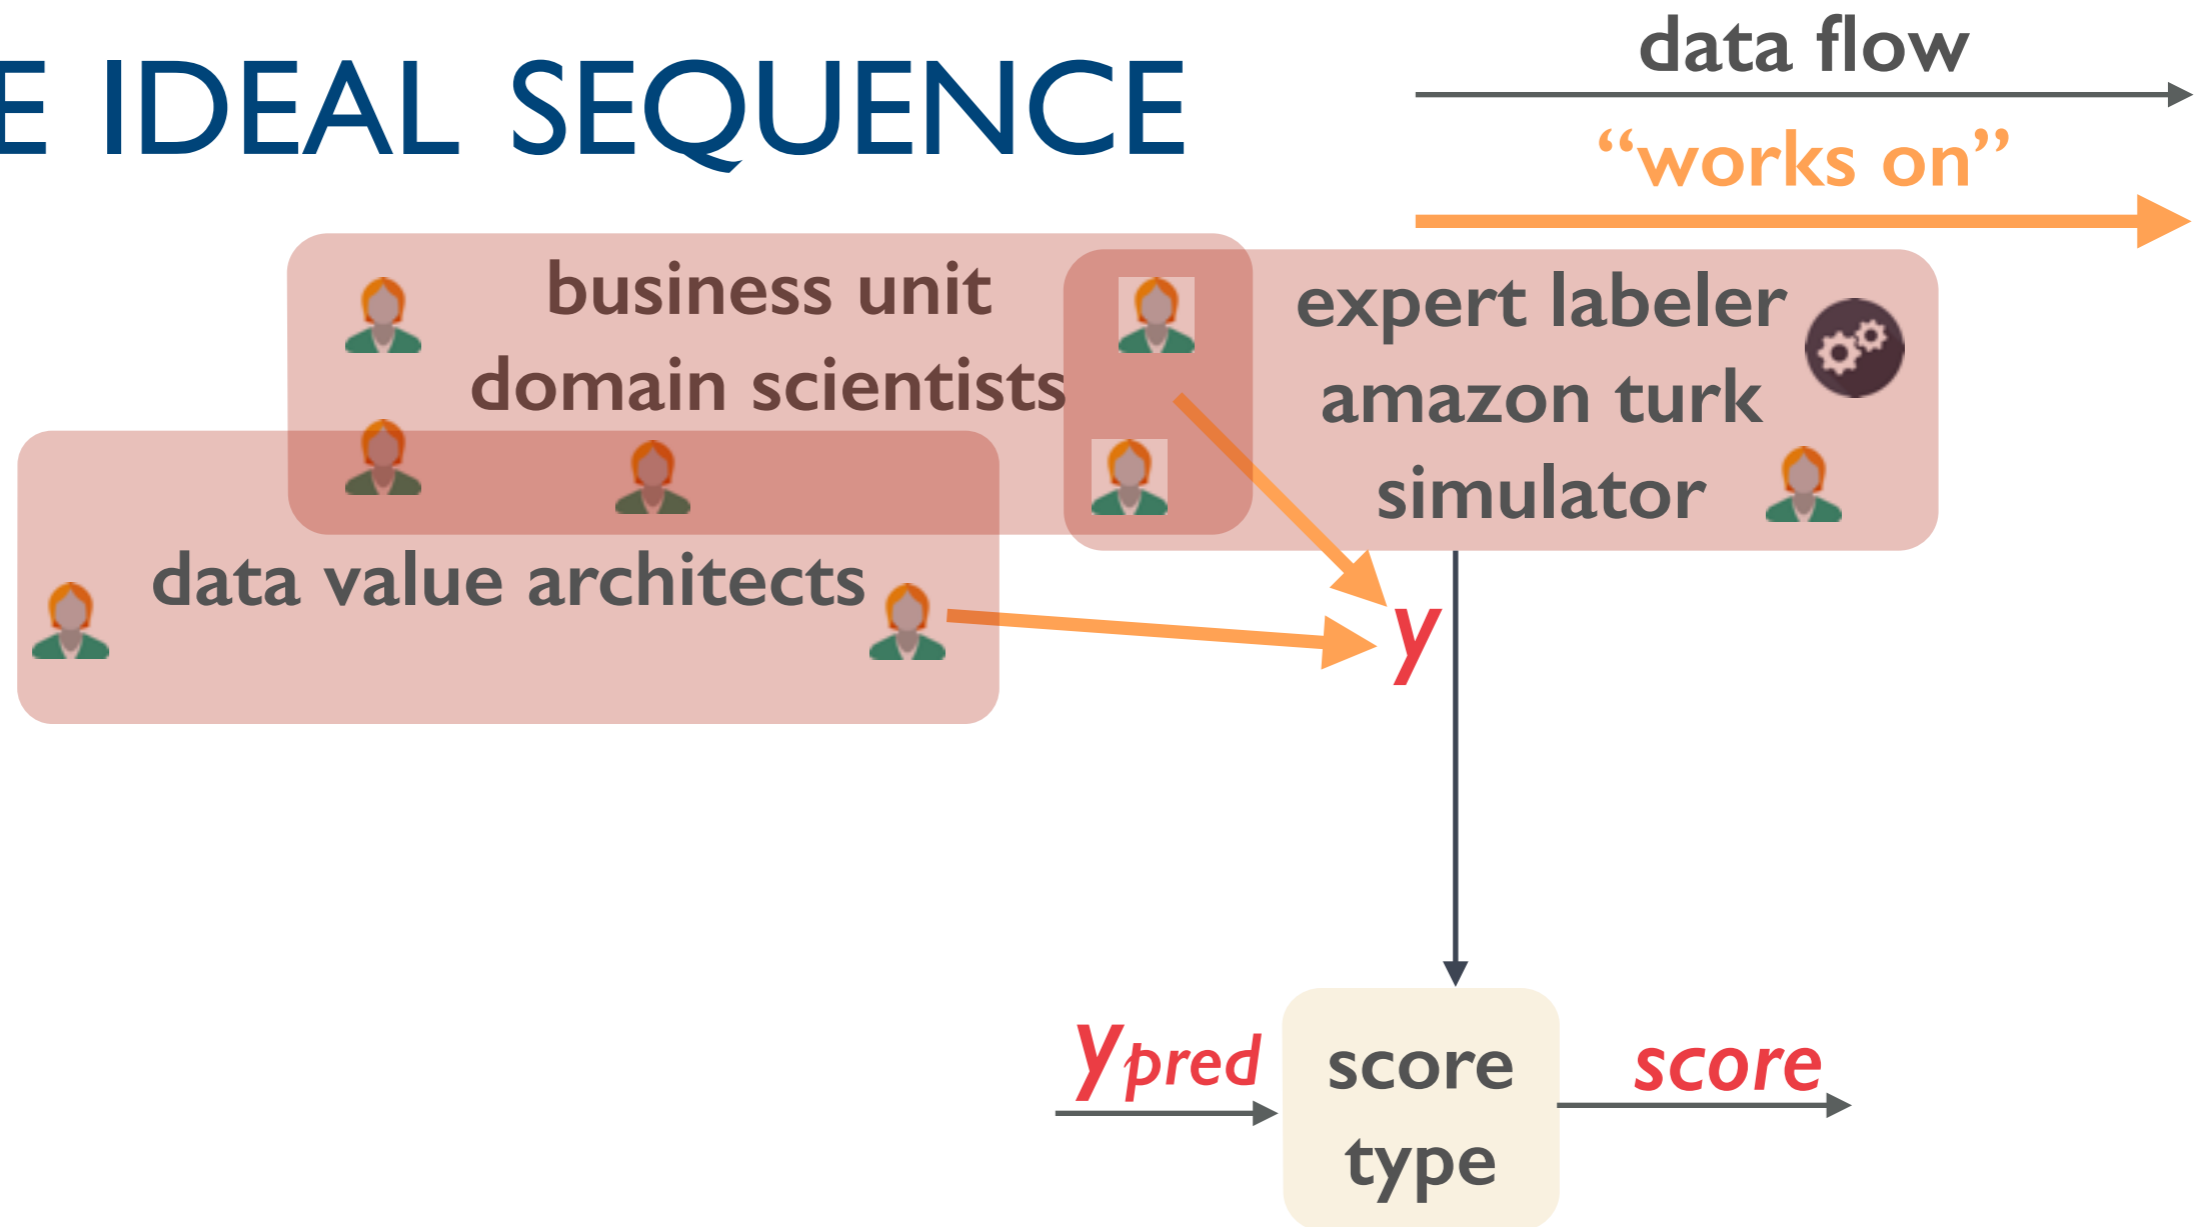 E IDEAL SEQUENCE
data flow
“works on”
business unit
domain scientists
expert labeler
amazon turk
simulator
data value architects
y
ypred
score
type
score